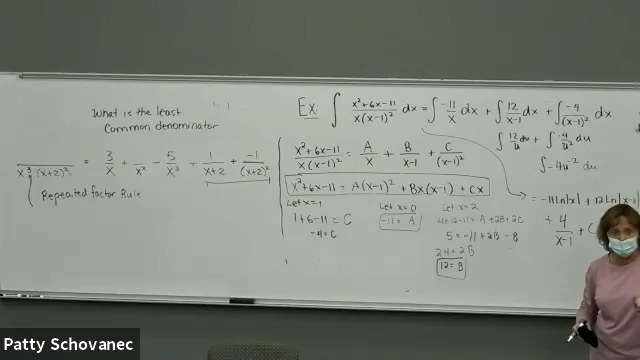 What is the least
Common denominator
x³(x+2)² = 3/x + 1/x² - 5/x³ + 1/(x+2) + -1/(x+2)²
Repeated factor Rule
Ex: ∫ (x²+6x-11)/(x(x-1)²) dx = ∫ -11/x dx + ∫ 12/(x-1) dx + ∫ -4/(x-1)² dx
∫ 12/u du + ∫ -4/u² du
∫ -4u⁻² du
(x²+6x-11)/(x(x-1)²) = A/x + B/(x-1) + C/(x-1)²
x²+6x-11 = A(x-1)² + Bx(x-1) + Cx
Let x=1
1+6-11 = C
-4=C
Let x=0
-11 = A
Let x=2
4+12-11 = A+2B+2C
5 = -11+2B-8
24=2B
12=B
= -11 ln|x| + 12 ln|x-1|
+ 4/(x-1) + C
Patty Schovanec